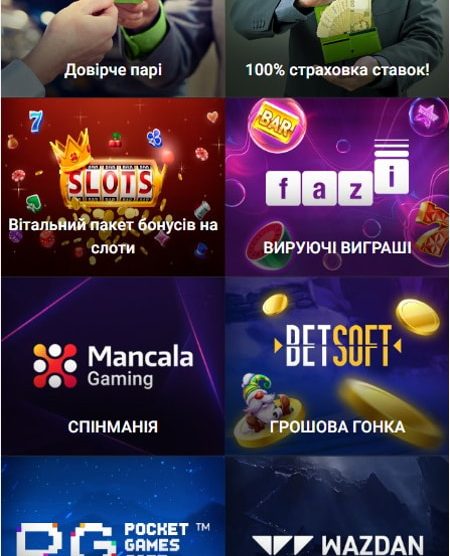 Довірче парі
100% страховка ставок!
7
SLOTS
Вітальний пакет бонусів на
слоти
BAR
fazi
ВИРУЮЧІ ВИГРАШІ
Mancala
Gaming
СПІНМАНІЯ
BETSOFT
ГРОШОВА ГОНКА
PG
POCKET ™
GAMES
WAZDAN